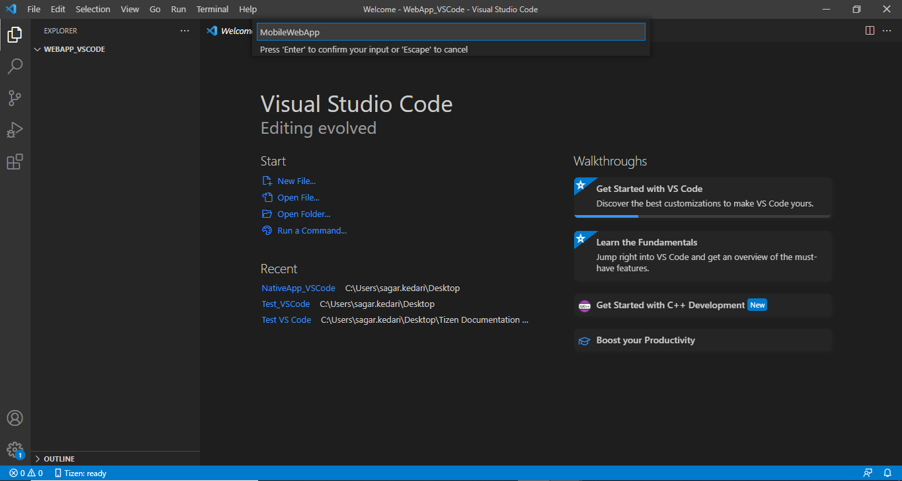 File Edit Selection View Go Run Terminal Help
Welcome - WebApp_VSCode - Visual Studio Code
EXPLORER
Welcome
MobileWebApp
WEBAPP_VSCODE
Press 'Enter' to confirm your input or 'Escape' to cancel
Visual Studio Code
Editing evolved
Start
New File...
Open File...
Open Folder...
Run a Command...
Recent
NativeApp_VSCode C:\Users\sagar.kedari\Desktop
Test_VSCode C:\Users\sagar.kedari\Desktop
Test VS Code C:\Users\sagar.kedari\Desktop\Tizen Documentation ...
Walkthroughs
Get Started with VS Code
Discover the best customizations to make VS Code yours.
Learn the Fundamentals
Jump right into VS Code and get an overview of the must-
have features.
Get Started with C++ Development New
Boost your Productivity
1
OUTLINE
0 0 Tizen: ready